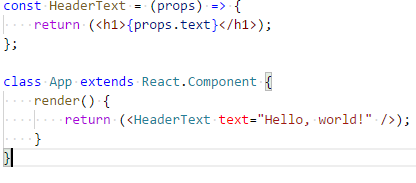 const HeaderText = (props) => {
    return (<h1>{props.text}</h1>);
};

class App extends React.Component {
    render() {
        return (<HeaderText text="Hello, world!" />);
    }
}